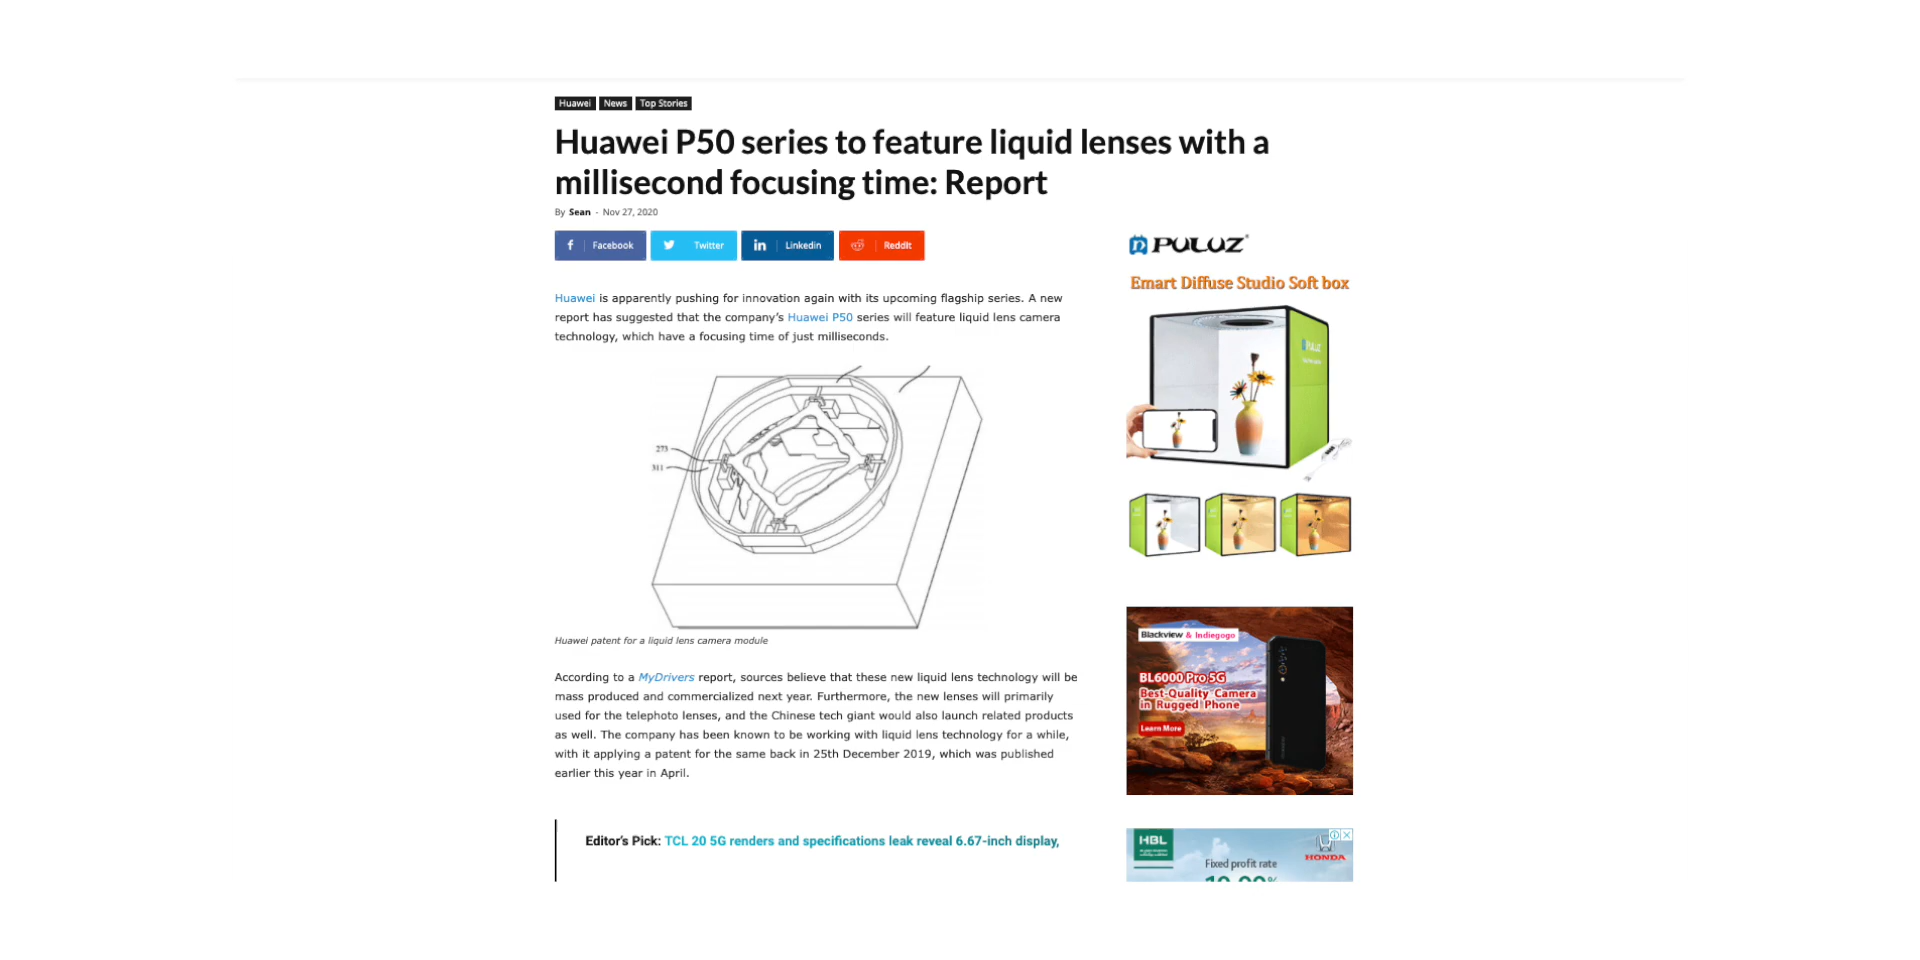 Huawei News Top Stories
Huawei P50 series to feature liquid lenses with a
millisecond focusing time: Report
By Sean - Nov 27, 2020
Facebook Twitter Linkedin Reddit
Huawei is apparently pushing for innovation again with its upcoming flagship series. A new
report has suggested that the company's Huawei P50 series will feature liquid lens camera
technology, which have a focusing time of just milliseconds.
273
311
Huawei patent for a liquid lens camera module
According to a MyDrivers report, sources believe that these new liquid lens technology will be
mass produced and commercialized next year. Furthermore, the new lenses will primarily
used for the telephoto lenses, and the Chinese tech giant would also launch related products
as well. The company has been known to be working with liquid lens technology for a while,
with it applying a patent for the same back in 25th December 2019, which was published
earlier this year in April.
Editor's Pick: TCL 20 5G renders and specifications leak reveal 6.67-inch display,
PULUZ
Emart Diffuse Studio Soft box
PULUZ
Blackview & Indiegogo
BL6000 Pro 5G
Best-Quality Camera
in Rugged Phone
Learn More
HBL
Fixed profit rate
HONDA